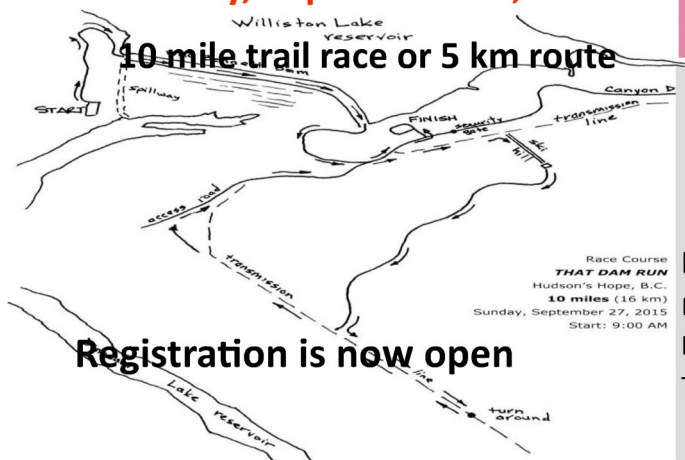 Williston Lake
reservoir
10 mile trail race or 5 km route
spillway
START
FINISH
security
gate
Canyon D
transmission
line
ski
hill
access road
transmission
Race Course
THAT DAM RUN
Hudson's Hope, B.C.
10 miles (16 km)
Sunday, September 27, 2015
Start: 9:00 AM
Registration is now open
line
Lake reservoir
turn
around